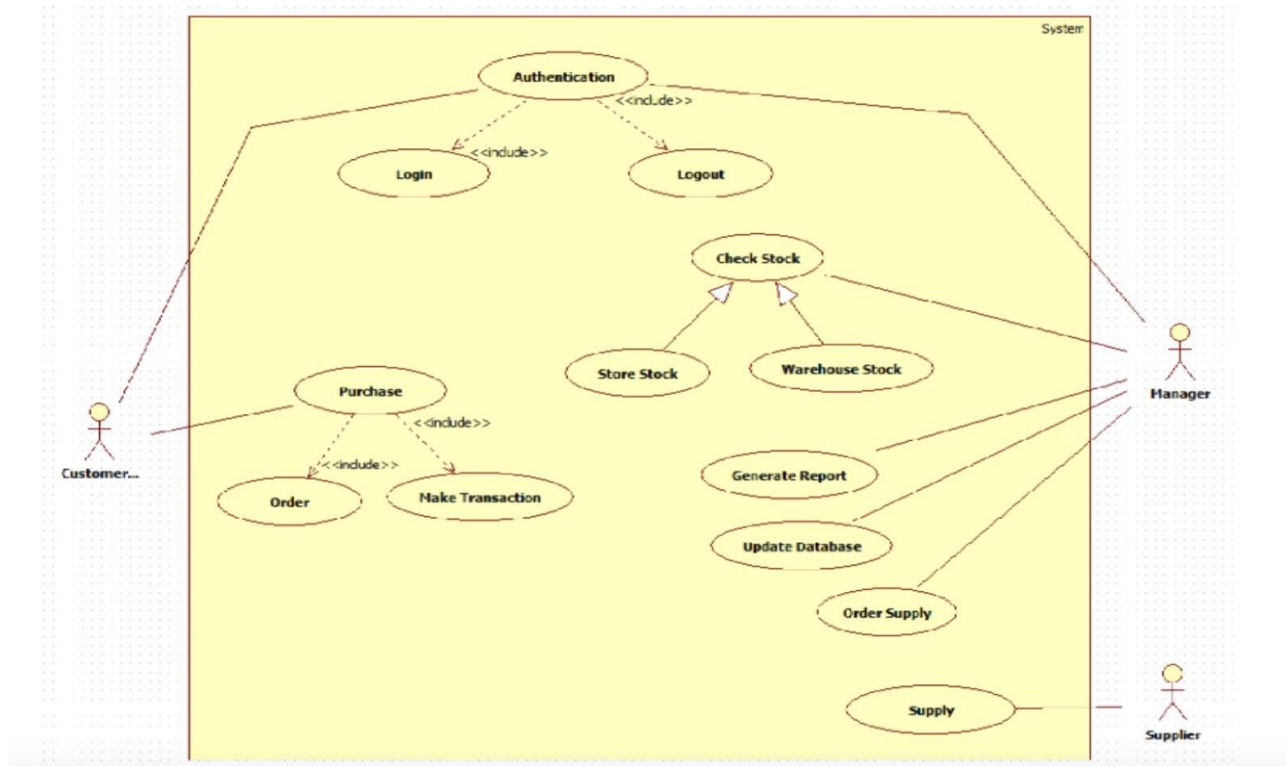 System
Authentication
<<include>>
<<include>>
Login
Logout
Check Stock
Store Stock
Warehouse Stock
Purchase
<<include>>
<<include>>
Order
Make Transaction
Customer...
Manager
Generate Report
Update Database
Order Supply
Supply
Supplier